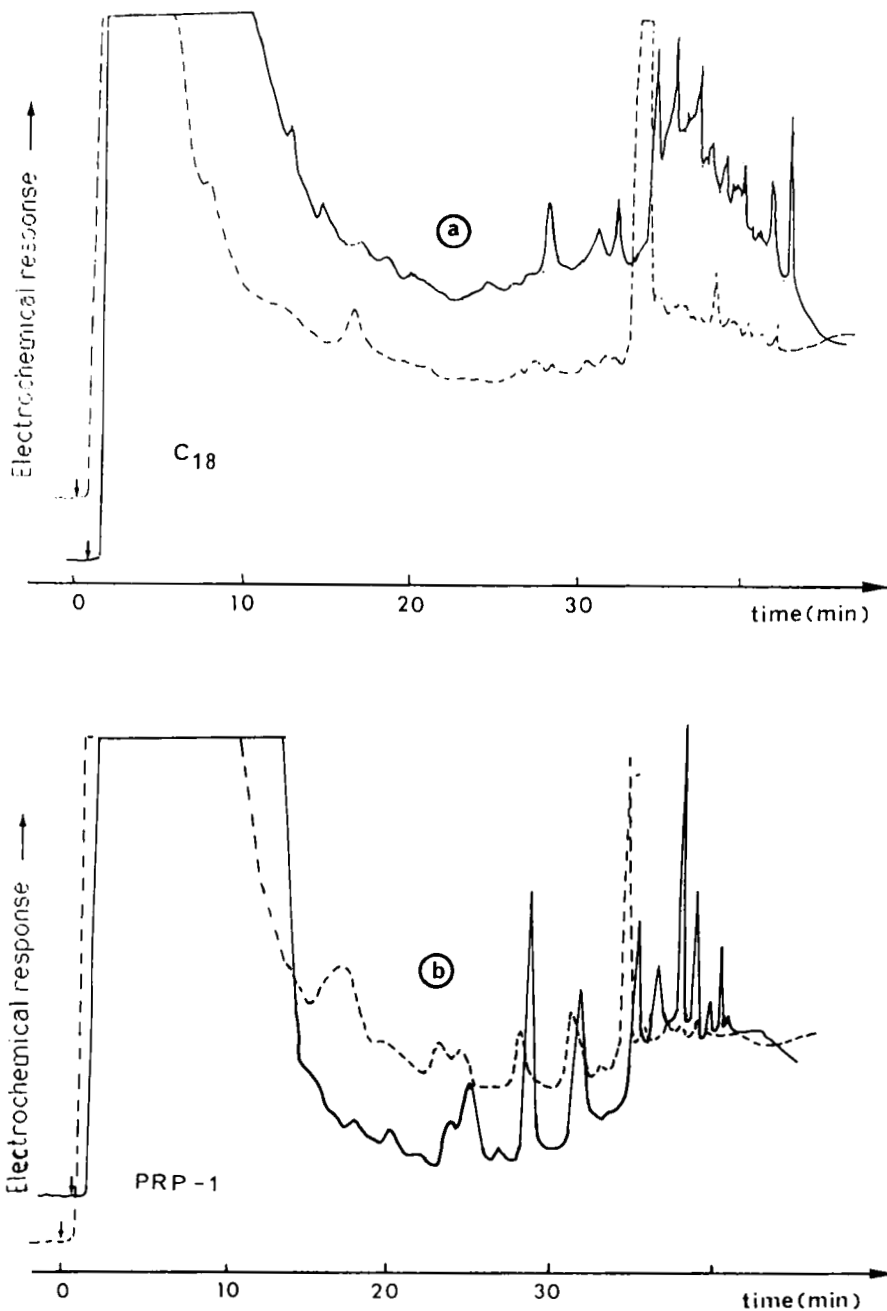 Electrochemical response
a
C18
0 10 20 30
time(min)
Electrochemical response
b
PRP-1
0 10 20 30
time(min)